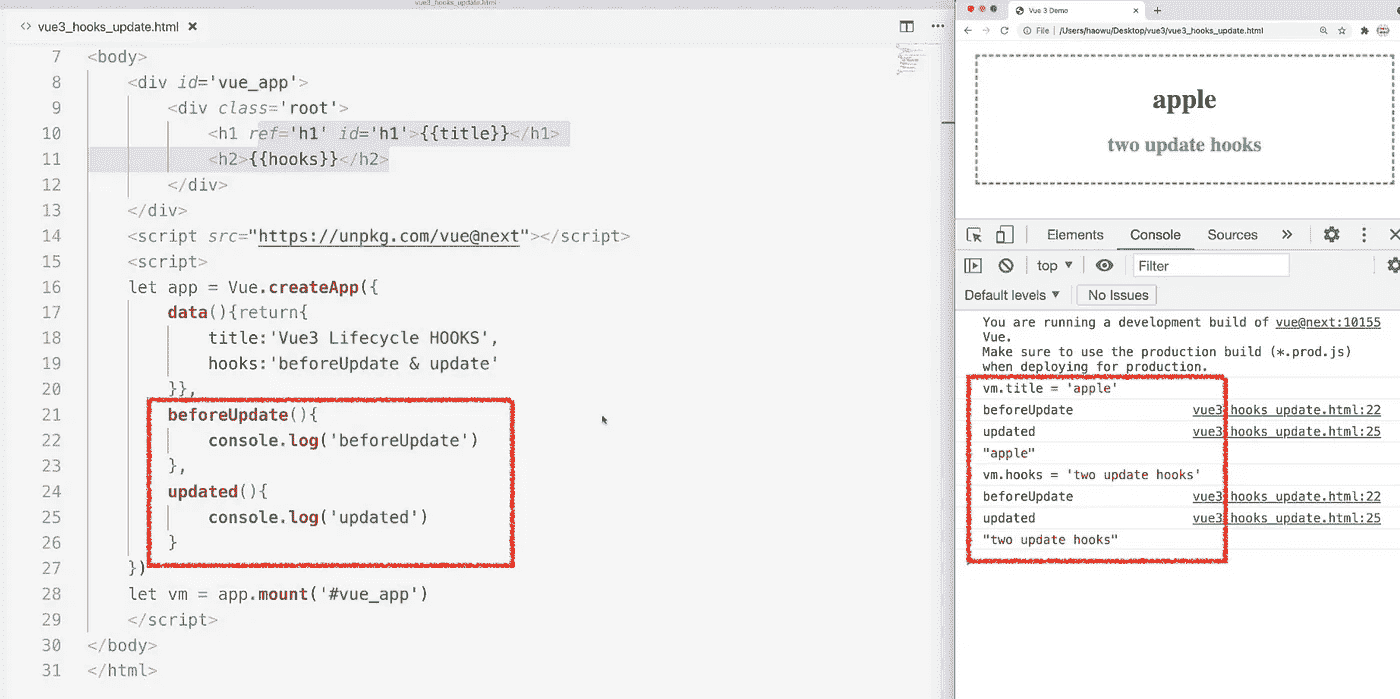 vue3_hooks_update.html
<> vue3_hooks_update.html ×
7 <body>
8 <div id='vue_app'>
9 <div class='root'>
10 <h1 ref='h1' id='h1'>{{title}}</h1>
11 <h2>{{hooks}}</h2>
12 </div>
13 </div>
14 <script src="https://unpkg.com/vue@next"></script>
15 <script>
16 let app = Vue.createApp({
17 data(){return{
18 title:'Vue3 Lifecycle HOOKS',
19 hooks:'beforeUpdate & update'
20 }},
21 beforeUpdate(){
22 console.log('beforeUpdate')
23 },
24 updated(){
25 console.log('updated')
26 }
27 })
28 let vm = app.mount('#vue_app')
29 </script>
30 </body>
31 </html>
Vue 3 Demo
File | /Users/haowu/Desktop/vue3/vue3_hooks_update.html
apple
two update hooks
Elements Console Sources »
top ▼ Filter
Default levels ▼ No Issues
You are running a development build of vue@next:10155
Vue.
Make sure to use the production build (*.prod.js)
when deploying for production.
vm.title = 'apple'
beforeUpdate vue3_hooks_update.html:22
updated vue3_hooks_update.html:25
"apple"
vm.hooks = 'two update hooks'
beforeUpdate vue3_hooks_update.html:22
updated vue3_hooks_update.html:25
"two update hooks"